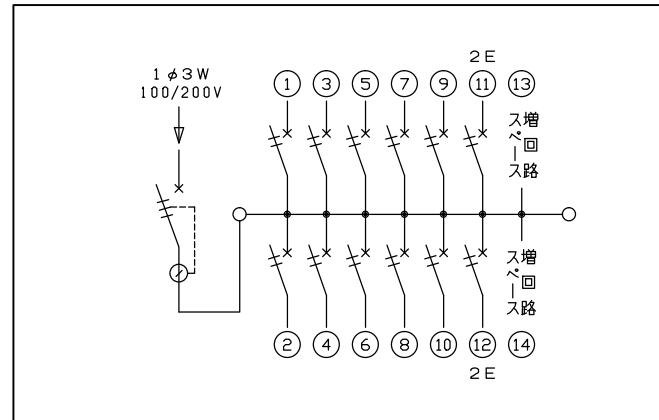 2E
1φ3W
100/200V
① ③ ⑤ ⑦ ⑨ ⑪ ⑬
増回路
スペース
増回路
スペース
② ④ ⑥ ⑧ ⑩ ⑫ ⑭
2E